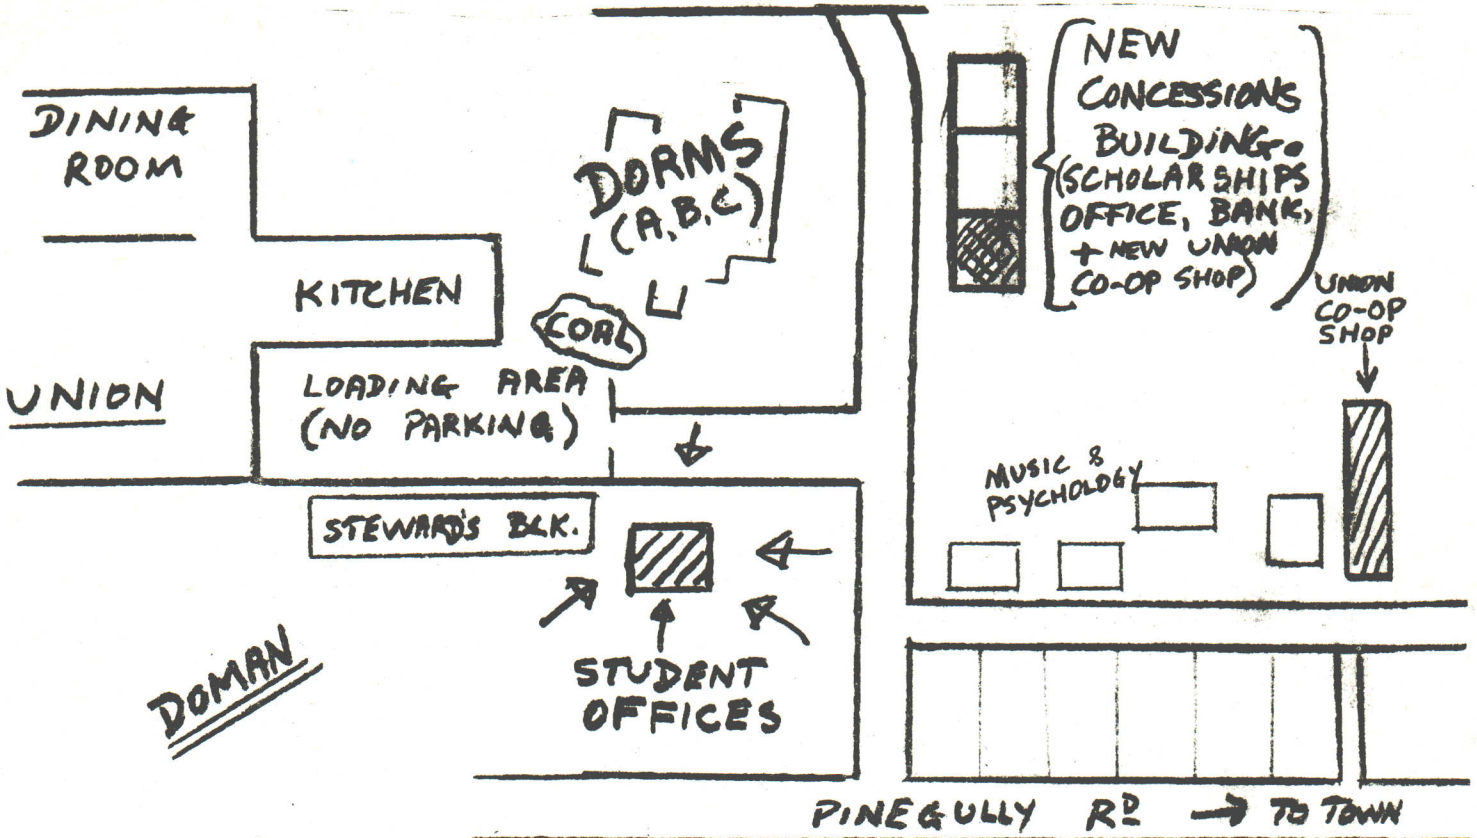 DINING
ROOM
KITCHEN
UNION
LOADING AREA
(NO PARKING)
COAL
DORMS
(A, B, C)
NEW
CONCESSIONS
BUILDING.
(SCHOLARSHIPS
OFFICE, BANK,
+ NEW UNION
CO-OP SHOP)
UNION
CO-OP
SHOP
MUSIC &
PSYCHOLOGY
STEWARD'S BLK.
STUDENT
OFFICES
DOMAN
PINEGULLY RD → TO TOWN